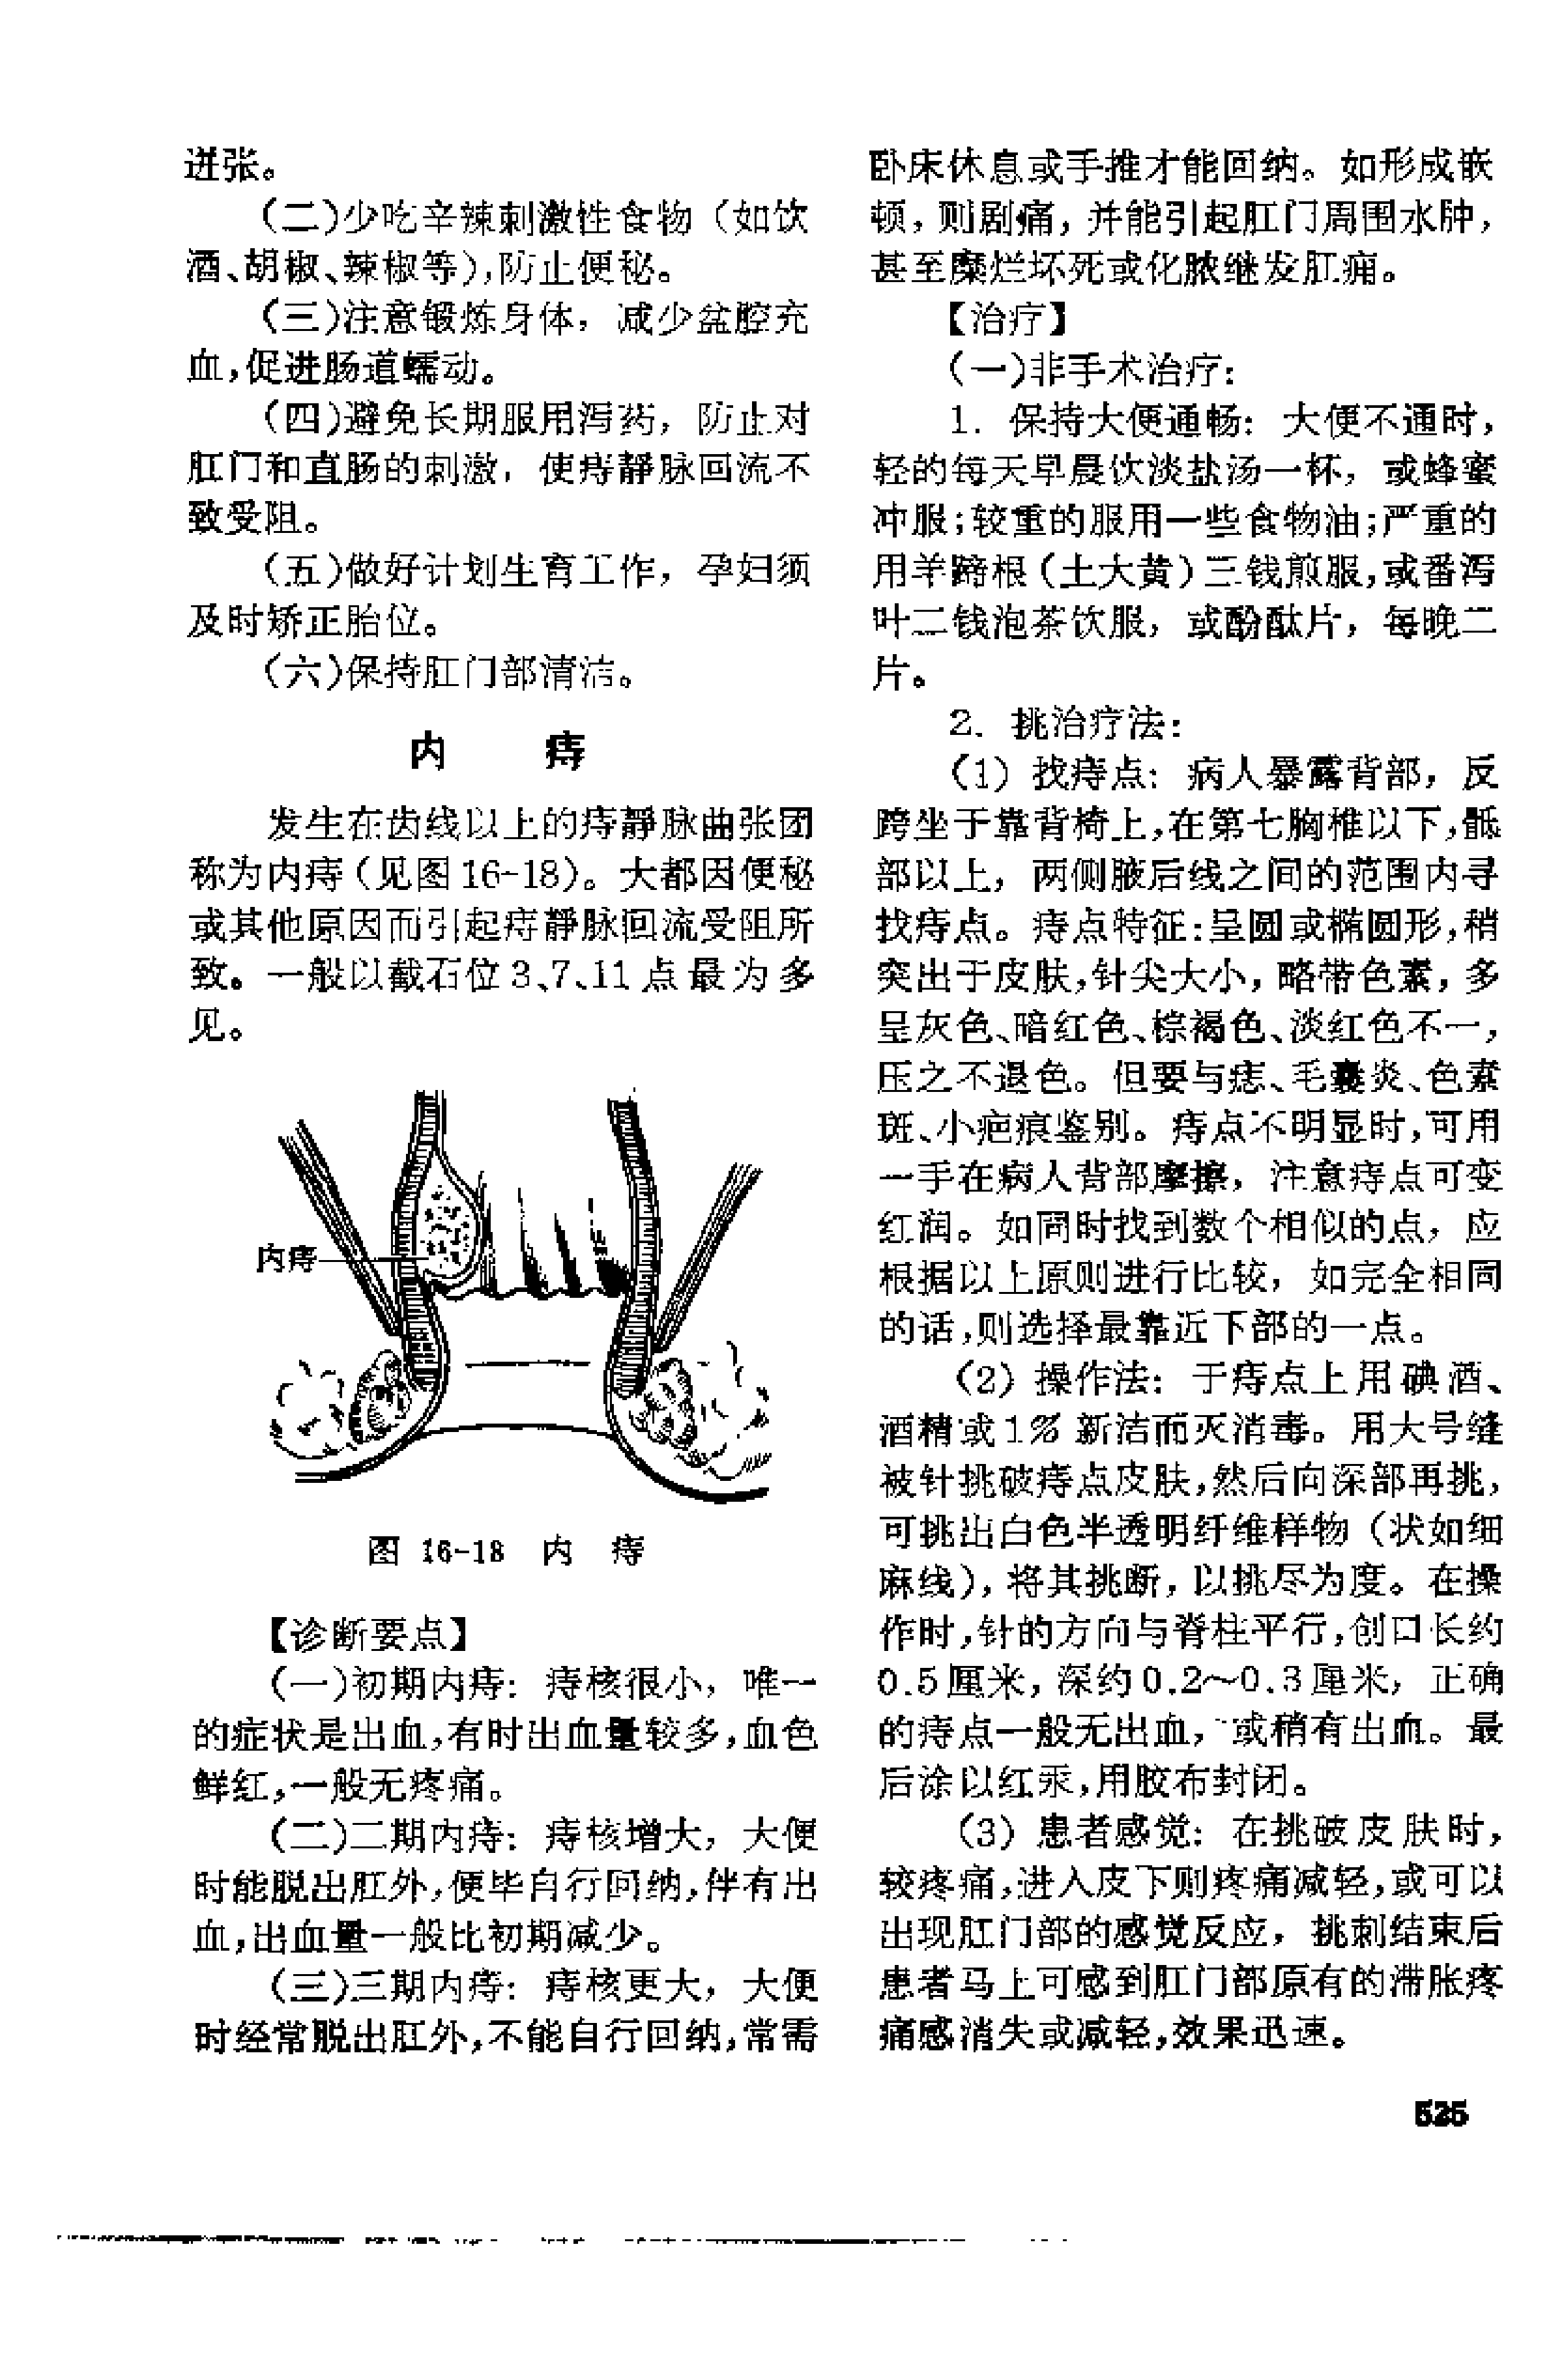 迸张。
(二)少吃辛辣刺激性食物（如饮
酒、胡椒、辣椒等),防止便秘。
(三)注意锻炼身体，减少盆腔充
血,促进肠道蠕动。
(四)避免长期服用泻药，防止对
肛门和直肠的刺激，使痔静脉回流不
致受阻。
(五)做好计划生育工作，孕妇须
及时矫正胎位。
(六)保持肛门部清洁。
内 痔
发生在齿线以上的痔静脉曲张团
称为内痔（见图16-18)。大都因便秘
或其他原因而引起痔静脉回流受阻所
致。一般以截石位3、7、11点最为多
见。
内痔
图 16-18 内 痔
【诊断要点】
(一)初期内痔：痔核很小，唯一
的症状是出血,有时出血量较多,血色
鲜红,一般无疼痛。
(二)二期内痔：痔核增大，大便
时能脱出肛外,便毕自行回纳,伴有出
血,出血量一般比初期减少。
(三)三期内痔：痔核更大，大便
时经常脱出肛外,不能自行回纳,常需
卧床休息或手推才能回纳。如形成嵌
顿，则剧痛，并能引起肛门周围水肿，
甚至糜烂坏死或化脓继发肛痈。
【治疗】
(一)非手术治疗：
1. 保持大便通畅：大便不通时，
轻的每天早晨饮淡盐汤一杯，或蜂蜜
冲服;较重的服用一些食物油;严重的
用羊蹄根（土大黄）三钱煎服,或番泻
叶二钱泡茶饮服，或酚酞片，每晚二
片。
2. 挑治疗法：
(1) 找痔点：病人暴露背部，反
跨坐于靠背椅上,在第七胸椎以下,骶
部以上，两侧腋后线之间的范围内寻
找痔点。痔点特征:呈圆或椭圆形,稍
突出于皮肤,针尖大小，略带色素，多
呈灰色、暗红色、棕褐色、淡红色不一，
压之不退色。但要与痣、毛囊炎、色素
斑、小疤痕鉴别。痔点不明显时,可用
一手在病人背部摩擦，注意痔点可变
红润。如同时找到数个相似的点，应
根据以上原则进行比较，如完全相同
的话,则选择最靠近下部的一点。
(2) 操作法：于痔点上用碘酒、
酒精或1% 新洁而灭消毒。用大号缝
被针挑破痔点皮肤,然后向深部再挑，
可挑出白色半透明纤维样物（状如细
麻线)，将其挑断，以挑尽为度。在操
作时,针的方向与脊柱平行,创口长约
0.5厘米，深约0.2～0.3厘米，正确
的痔点一般无出血，或稍有出血。最
后涂以红汞,用胶布封闭。
(3) 患者感觉：在挑破皮肤时，
较疼痛,进入皮下则疼痛减轻,或可以
出现肛门部的感觉反应，挑刺结束后
患者马上可感到肛门部原有的滞胀疼
痛感消失或减轻,效果迅速。
525